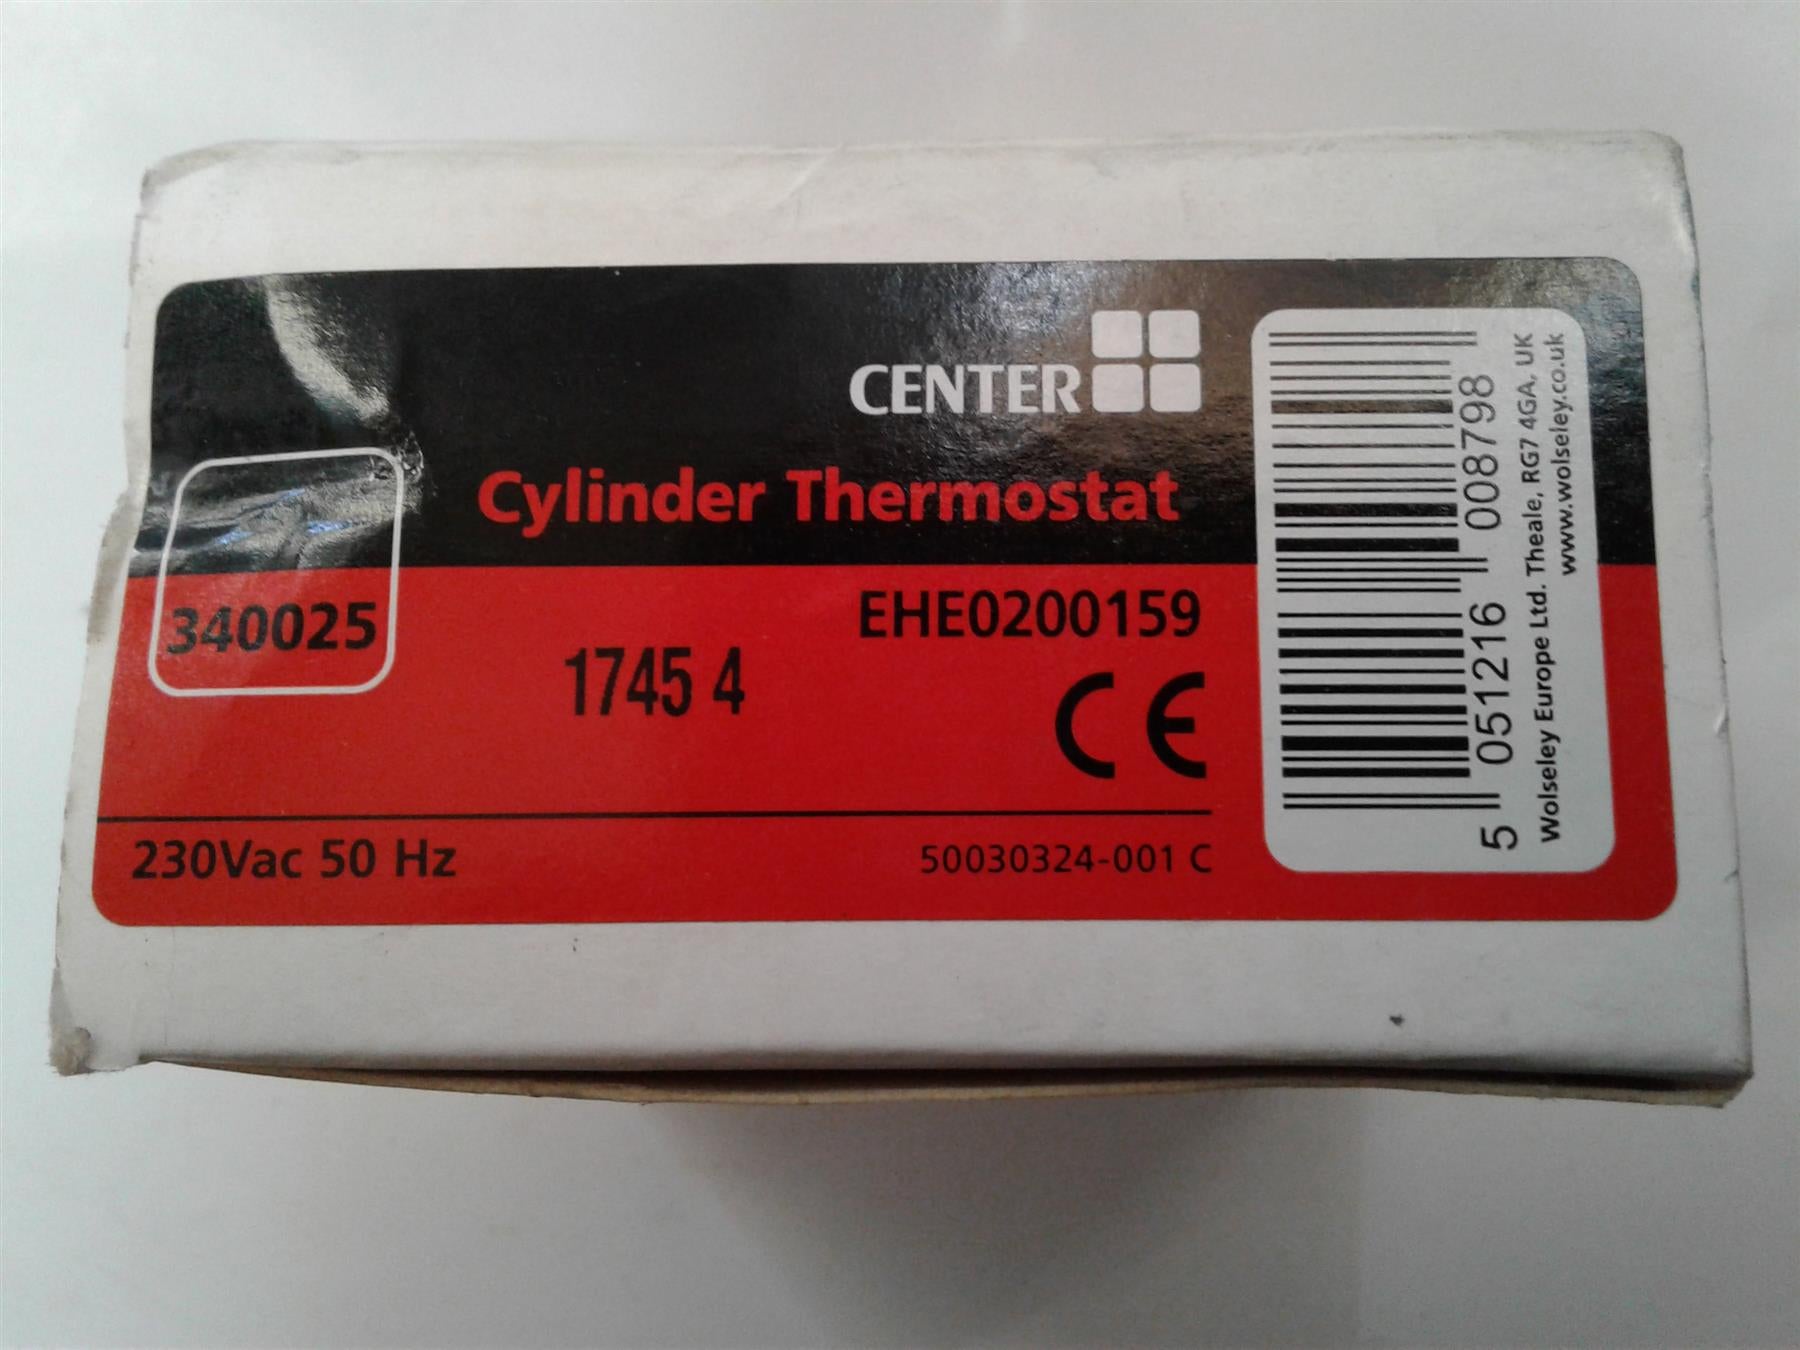 CENTER
Cylinder Thermostat
340025
EHE0200159
1745 4
CE
230Vac 50 Hz
50030324-001 C
5 051216 008798
Wolseley Europe Ltd. Theale, RG7 4GA, UK
www.wolseley.co.uk